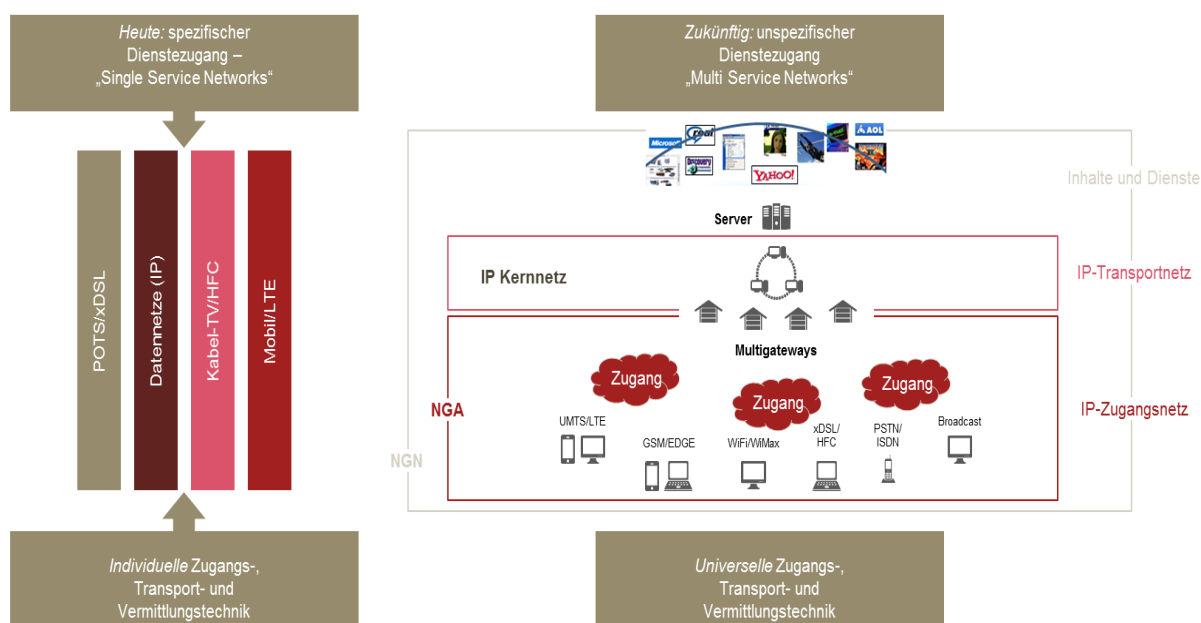 Heute: spezifischer
Dienstezugang –
„Single Service Networks“
Zukünftig: unspezifischer
Dienstezugang
„Multi Service Networks“
POTS/xDSL
Datennetze (IP)
Kabel-TV/HFC
Mobil/LTE
Microsoft
real
Discovery
YAHOO!
AOL
Inhalte und Dienste
Server
IP Kernnetz
IP-Transportnetz
Multigateways
Zugang
Zugang
Zugang
NGA
IP-Zugangsnetz
UMTS/LTE
GSM/EDGE
WiFi/WiMax
xDSL/
HFC
PSTN/
ISDN
Broadcast
NGN
Individuelle Zugangs-,
Transport- und
Vermittlungstechnik
Universelle Zugangs-,
Transport- und
Vermittlungstechnik